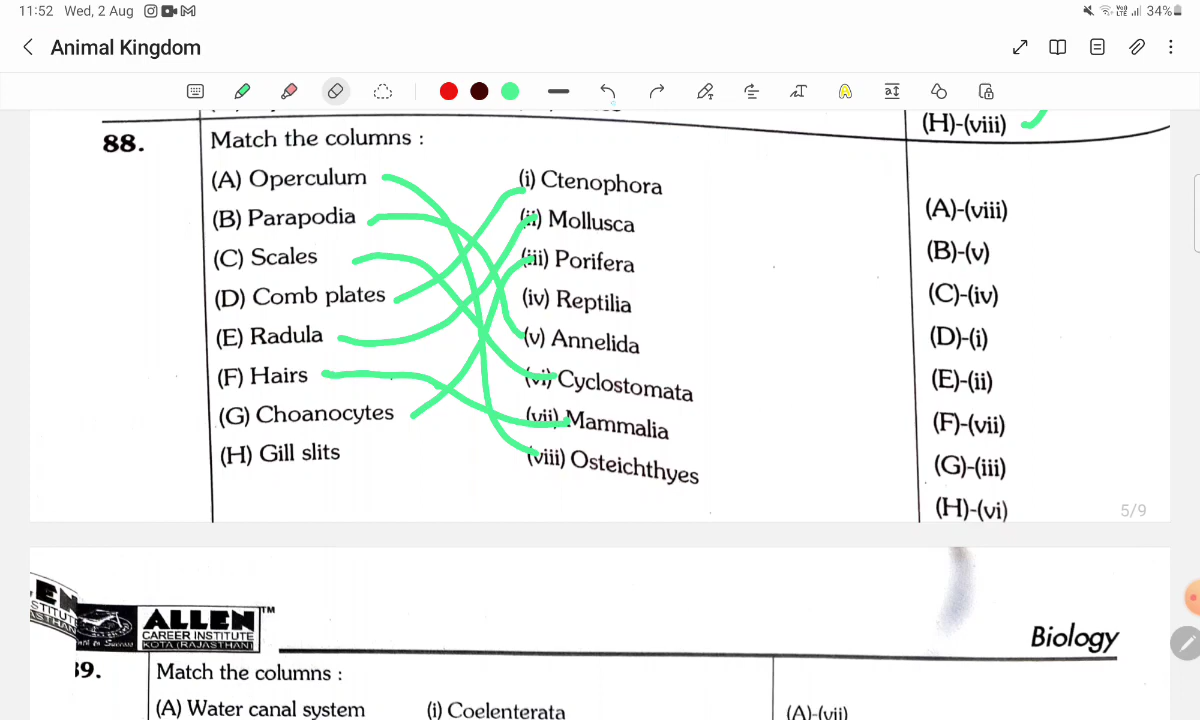 11:52 Wed, 2 Aug
34%
Animal Kingdom
(H)-(viii)
88. Match the columns :
(A) Operculum (i) Ctenophora (A)-(viii)
(B) Parapodia (ii) Mollusca (B)-(v)
(C) Scales (iii) Porifera (C)-(iv)
(D) Comb plates (iv) Reptilia (D)-(i)
(E) Radula (v) Annelida (E)-(ii)
(F) Hairs (vi) Cyclostomata (F)-(vii)
(G) Choanocytes (vii) Mammalia (G)-(iii)
(H) Gill slits (viii) Osteichthyes (H)-(vi)
5/9
ALLEN TM
CAREER INSTITUTE
KOTA (RAJASTHAN)
Biology
39. Match the columns :
(A) Water canal system (i) Coelenterata (A)-(vii)